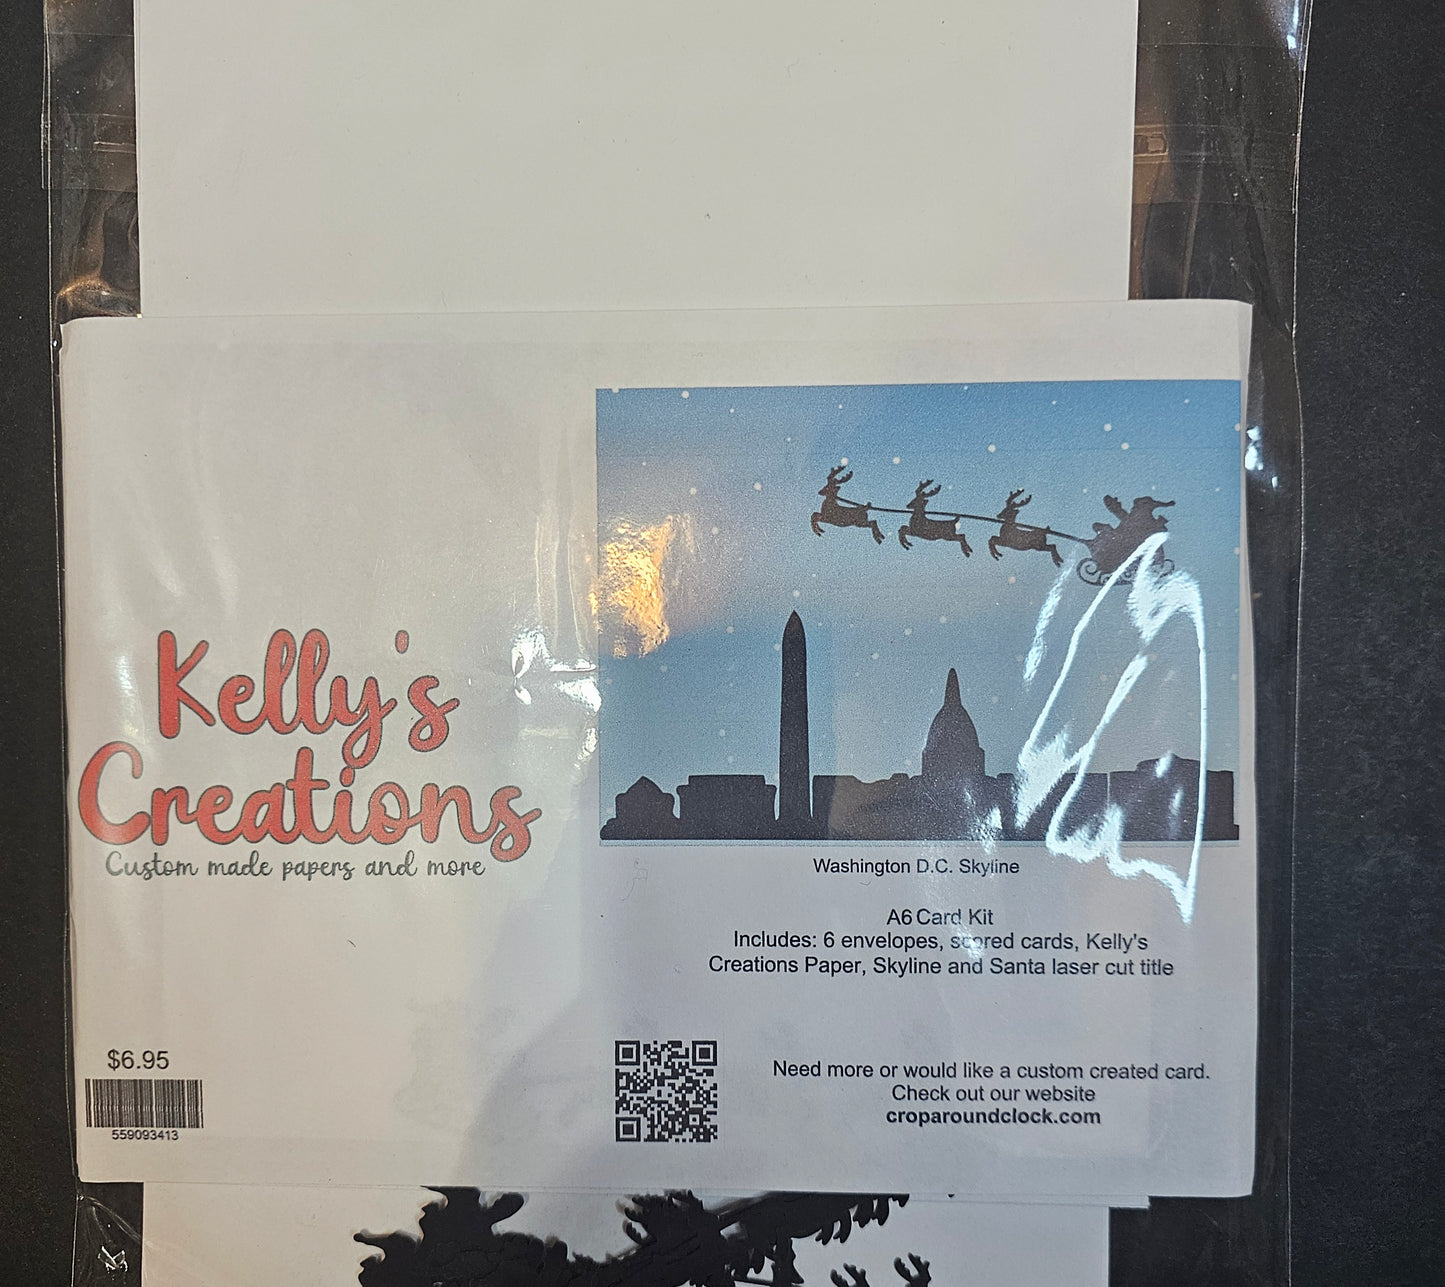 Kelly's
Creations
Custom made papers and more
Washington D.C. Skyline
A6 Card Kit
Includes: 6 envelopes, scored cards, Kelly's
Creations Paper, Skyline and Santa laser cut title
$6.95
559093413
Need more or would like a custom created card.
Check out our website
croparoundclock.com